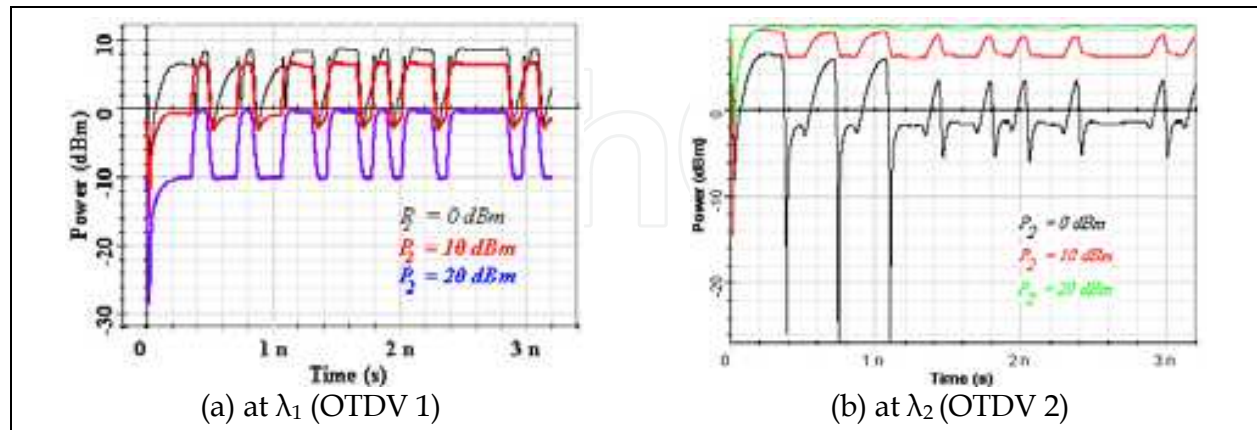 10
0
-10
-20
-30
Power (dBm)
P2 = 0 dBm
P2 = 10 dBm
P2 = 20 dBm
0 1 n 2 n 3 n
Time (s)
(a) at λ1 (OTDV 1)
0
-10
-20
Power (dBm)
P2 = 0 dBm
P2 = 10 dBm
P2 = 20 dBm
0 1 n 2 n 3 n
Time (s)
(b) at λ2 (OTDV 2)